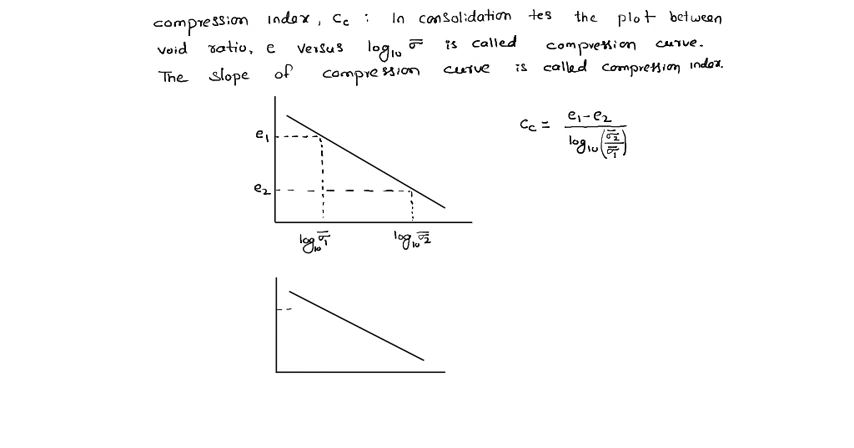 compression index, Cc : In consolidation tes the plot between
void ratio, e versus log₁₀ σ̅ is called compression curve.
The slope of compression curve is called compression index.
Cc = e₁-e₂ / log₁₀(σ̅₂/σ̅₁)
e₁
e₂
log₁₀ σ̅₁ log₁₀ σ̅₂